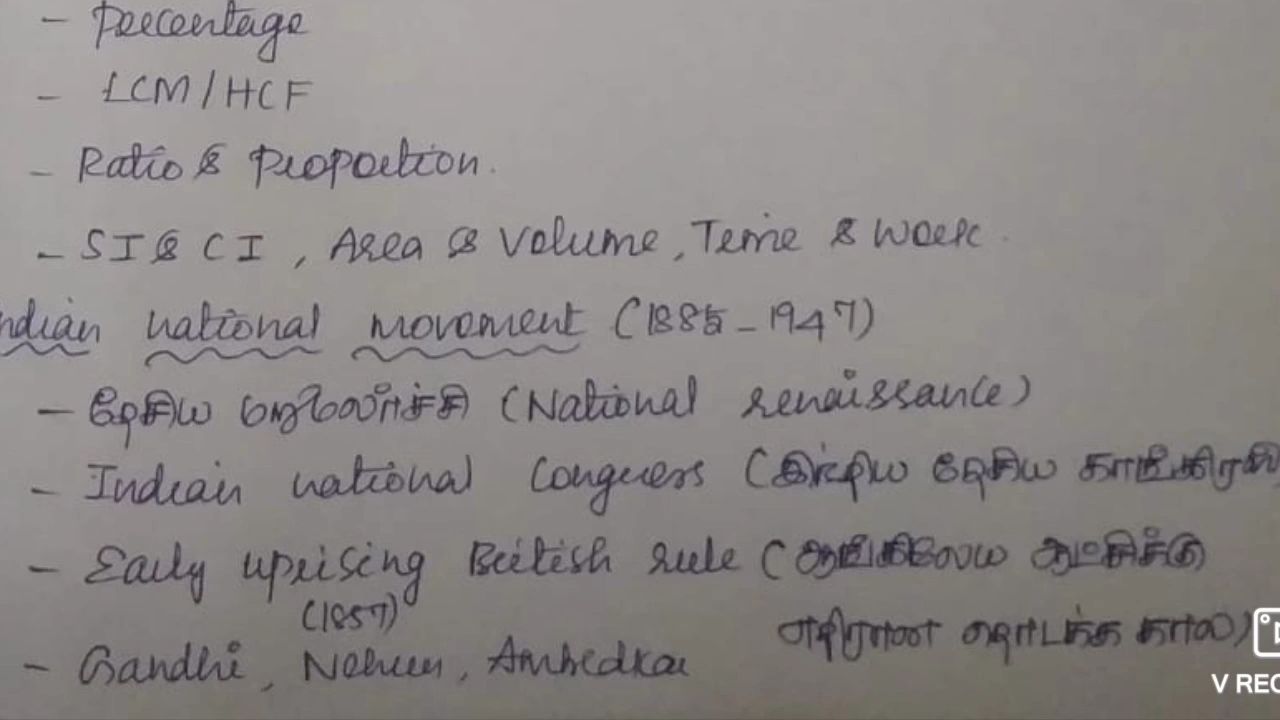 - Percentage
- LCM/HCF
- Ratio & Proportion.
- SI & CI, Area & Volume, Time & Work.
ndian national movement (1885-1947)
- தேசிய மறுமலர்ச்சி (National renaissance)
- Indian national Congress (இந்திய தேசிய காங்கிரஸ்
- Early uprising British rule (ஆங்கிலேய ஆட்சிக்கு
(1857)
எதிரான தொடக்க கால)
- Gandhi, Nehru, Ambedkar
V REC